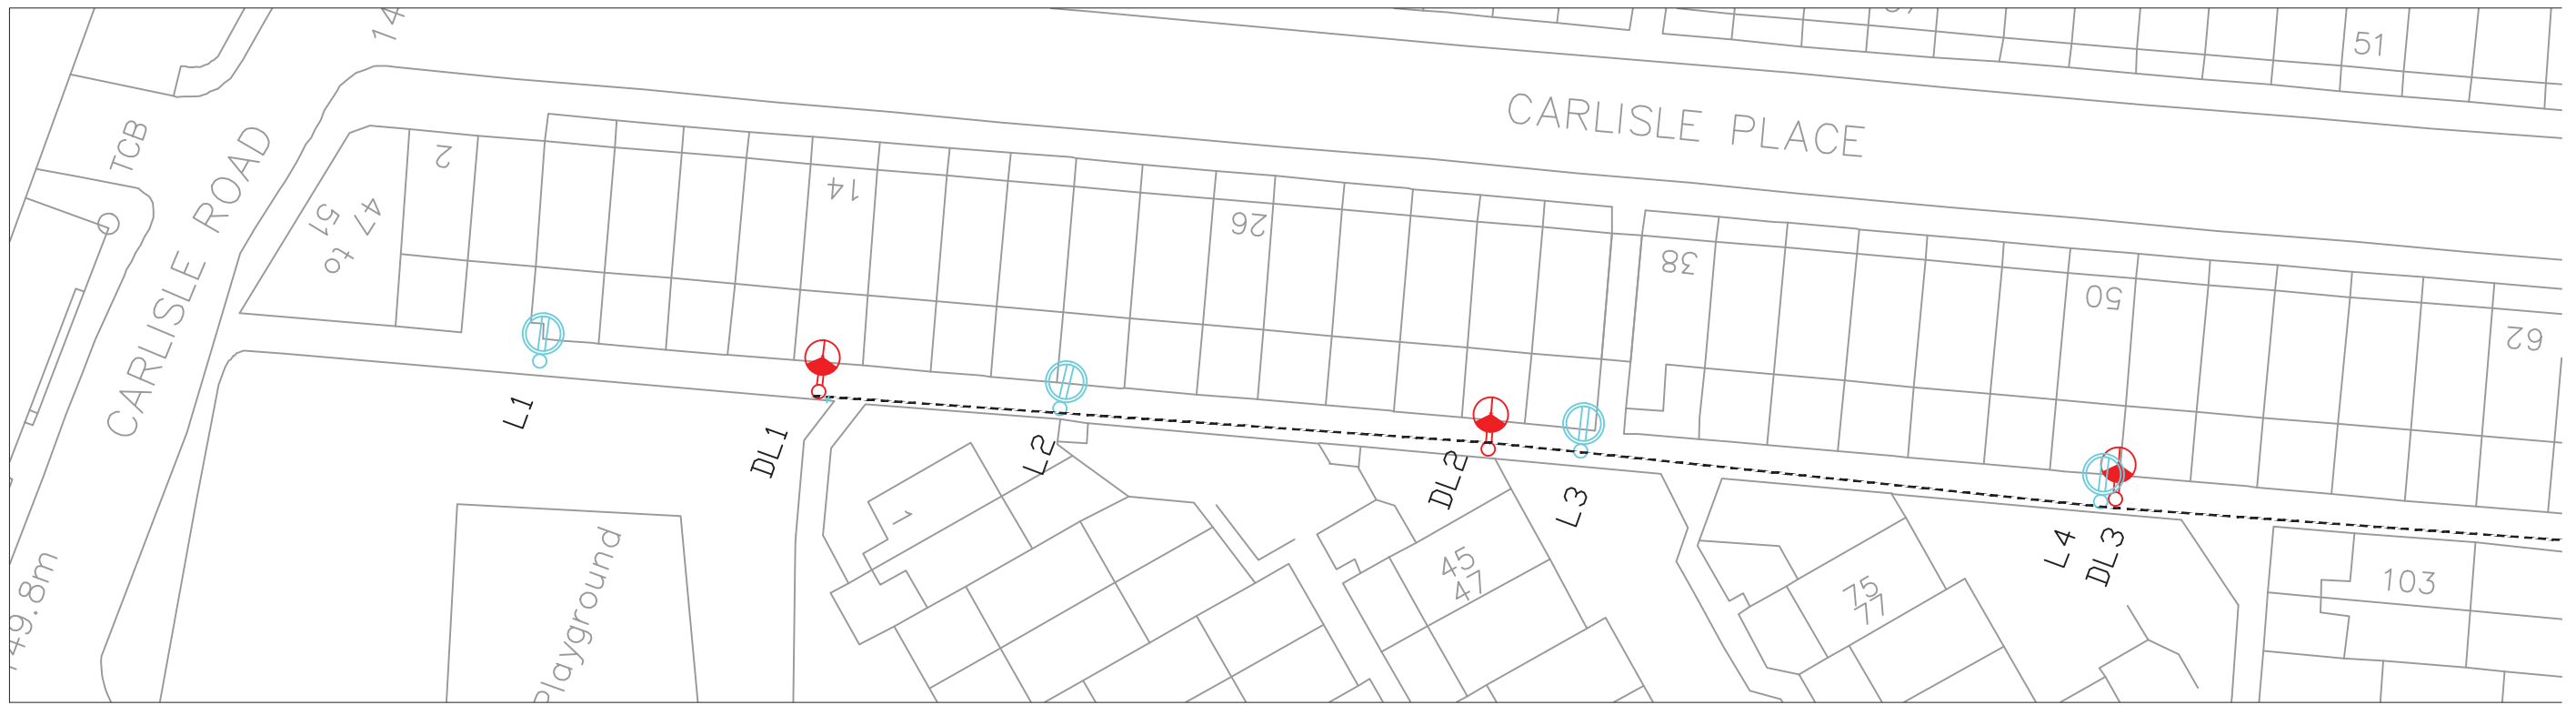 14
51
CARLISLE PLACE
TCB
CARLISLE ROAD
2
47
to
51
14
26
38
50
62
L1
DL1
L2
DL2
L3
L4
DL3
1
45
47
75
77
103
Playground
149.8m